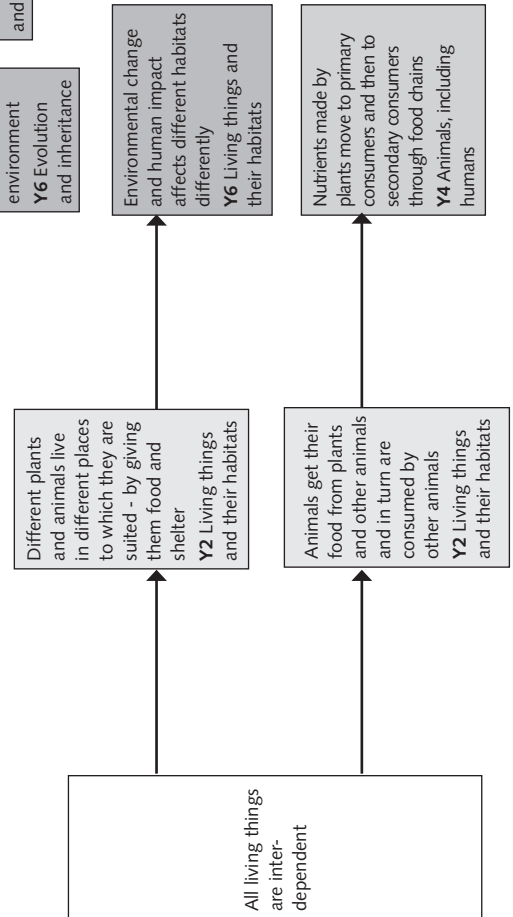 All living things
are inter-
dependent
Different plants
and animals live
in different places
to which they are
suited - by giving
them food and
shelter
Y2 Living things
and their habitats
Animals get their
food from plants
and other animals
and in turn are
consumed by
other animals
Y2 Living things
and their habitats
and
environment
Y6 Evolution
and inheritance
Environmental change
and human impact
affects different habitats
differently
Y6 Living things and
their habitats
Nutrients made by
plants move to primary
consumers and then to
secondary consumers
through food chains
Y4 Animals, including
humans